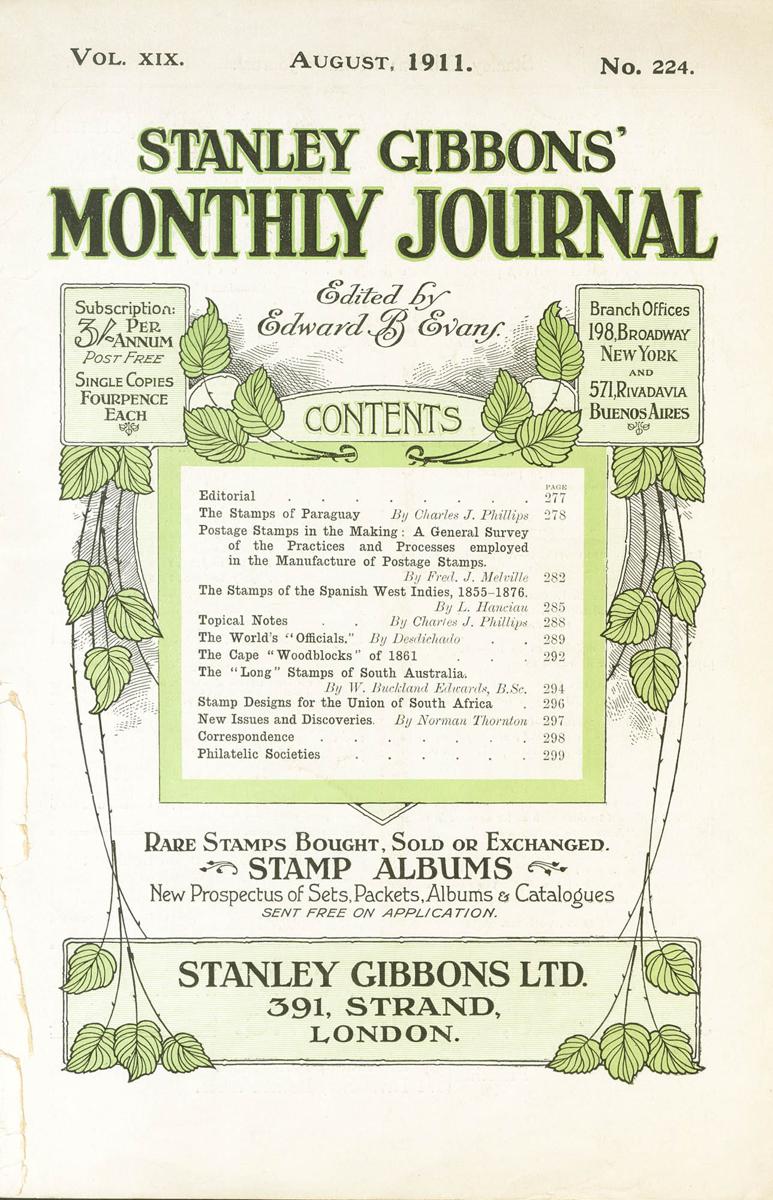 VOL. XIX.
AUGUST, 1911.
No. 224.
STANLEY GIBBONS'
MONTHLY JOURNAL
Edited by
Edward B Evans.
Subscription:
3/- PER
ANNUM
POST FREE
SINGLE COPIES
FOURPENCE
EACH
Branch Offices
198, BROADWAY
NEW YORK
AND
571, RIVADAVIA
BUENOS AIRES
CONTENTS
PAGE
Editorial . . . . . . . . 277
The Stamps of Paraguay By Charles J. Phillips 278
Postage Stamps in the Making: A General Survey
of the Practices and Processes employed
in the Manufacture of Postage Stamps.
By Fred. J. Melville 282
The Stamps of the Spanish West Indies, 1855-1876.
By L. Hanciau 285
Topical Notes . . By Charles J. Phillips 288
The World's "Officials." By Desdichado . . 289
The Cape "Woodblocks" of 1861 . . . 292
The "Long" Stamps of South Australia.
By W. Buckland Edwards, B.Sc. 294
Stamp Designs for the Union of South Africa . 296
New Issues and Discoveries. By Norman Thornton 297
Correspondence . . . . . . . 298
Philatelic Societies . . . . . . 299
RARE STAMPS BOUGHT, SOLD OR EXCHANGED.
STAMP ALBUMS
New Prospectus of Sets, Packets, Albums & Catalogues
SENT FREE ON APPLICATION.
STANLEY GIBBONS LTD.
391, STRAND,
LONDON.